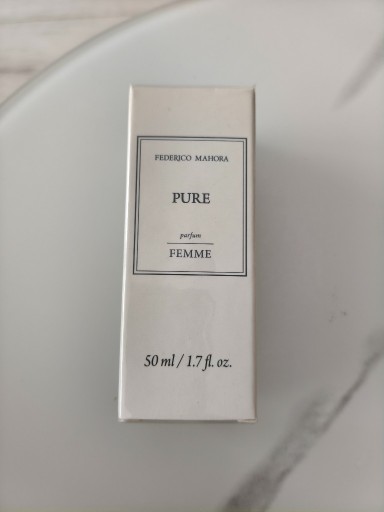 FEDERICO MAHORA
PURE
parfum
FEMME
50 ml / 1.7 fl. oz.